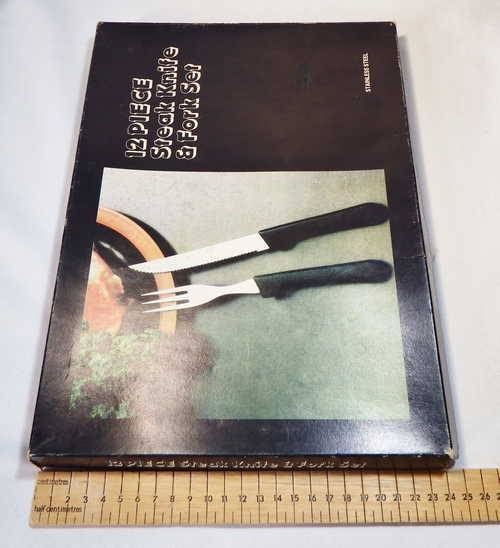 12 PIECE
Steak Knife
& Fork Set
STAINLESS STEEL
12 PIECE Steak Knife & Fork Set
centimetres
2 3 4 5 6 7 8 9 10 11 12 13 14 15 16 17 18 19 20 21 22 23 24 25 26
half centimetres